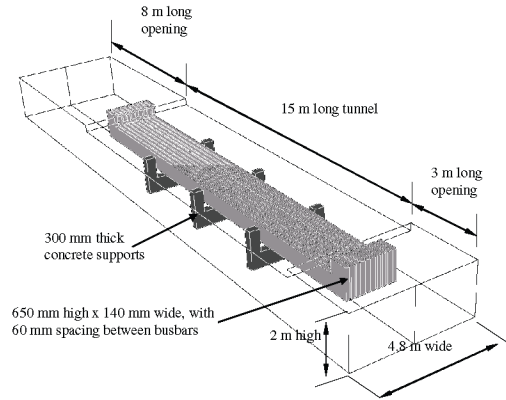 8 m long
opening
15 m long tunnel
3 m long
opening
300 mm thick
concrete supports
650 mm high x 140 mm wide, with
60 mm spacing between busbars
2 m high
4.8 m wide